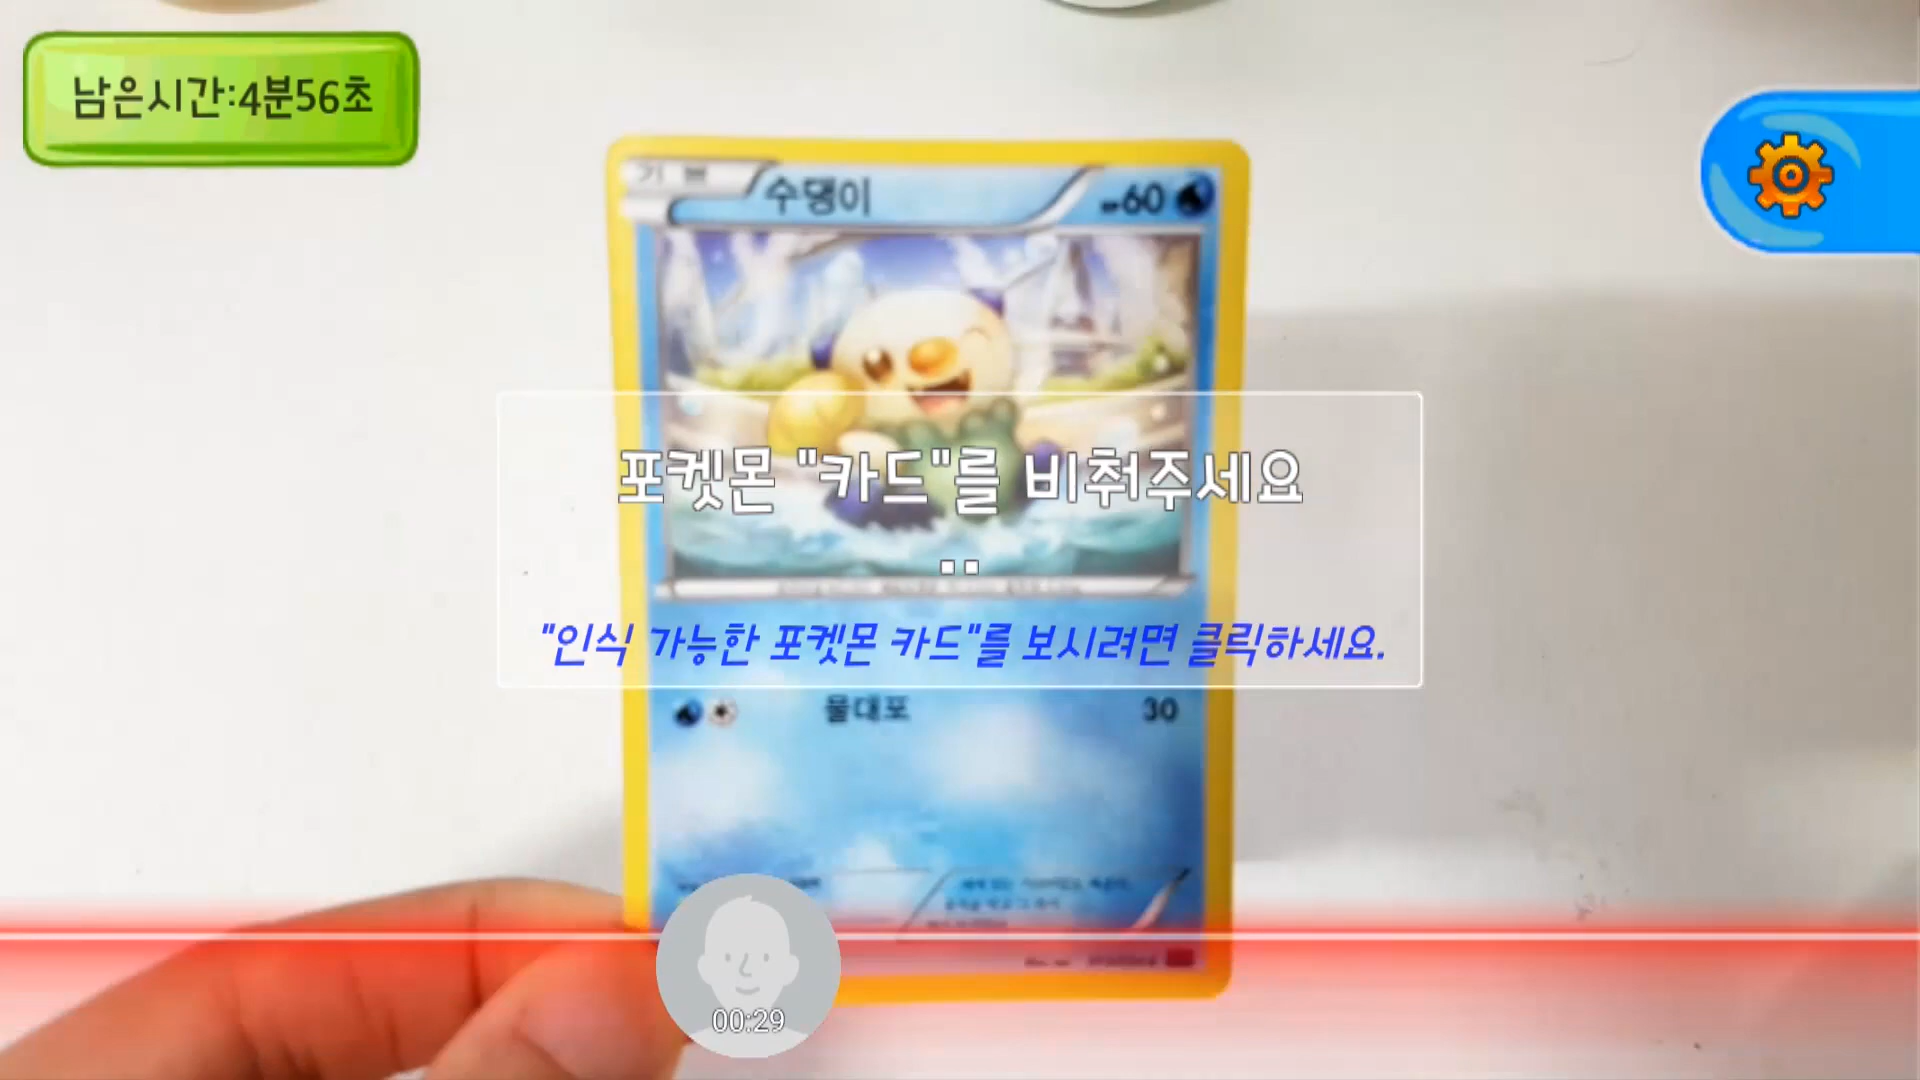 남은시간:4분56초
기본
수댕이
60
포켓몬 "카드"를 비춰주세요
..
"인식 가능한 포켓몬 카드"를 보시려면 클릭하세요.
물대포 30
00:29